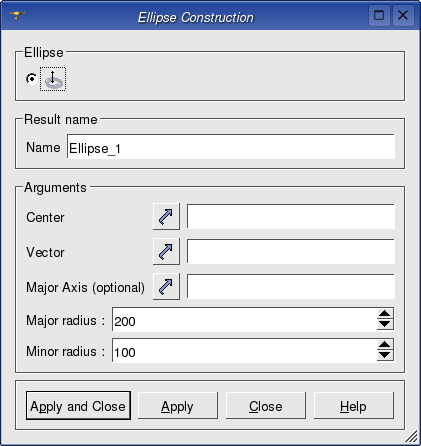 Ellipse Construction
Ellipse
Result name
Name Ellipse_1
Arguments
Center
Vector
Major Axis (optional)
Major radius : 200
Minor radius : 100
Apply and Close Apply Close Help